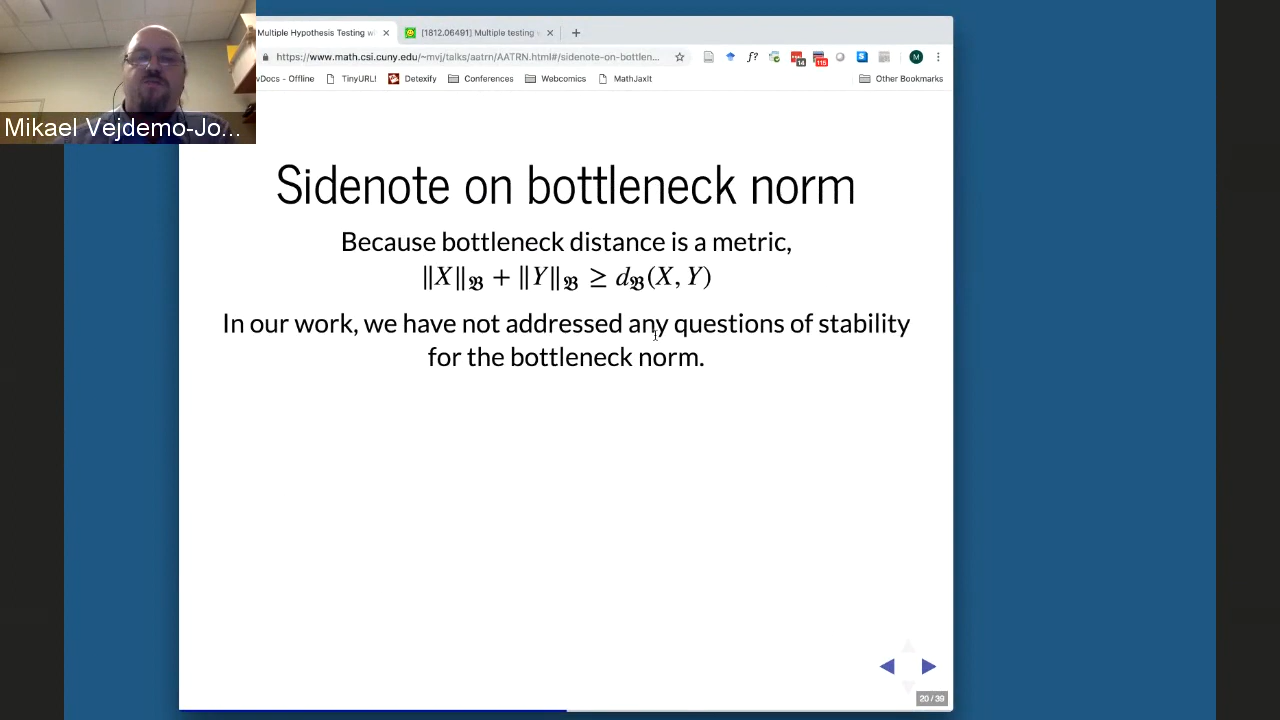 Multiple Hypothesis Testing w
[1812.06491] Multiple testing
https://www.math.csi.cuny.edu/~mvj/talks/aatrn/AATRN.html#/sidenote-on-bottlen...
14
115
M
vDocs - Offline
TinyURL!
Detexify
Conferences
Webcomics
MathJaxIt
Other Bookmarks
Mikael Vejdemo-Jo...
Sidenote on bottleneck norm
Because bottleneck distance is a metric,
‖X‖𝔅 + ‖Y‖𝔅 ≥ d𝔅(X, Y)
In our work, we have not addressed any questions of stability
for the bottleneck norm.
20 / 39